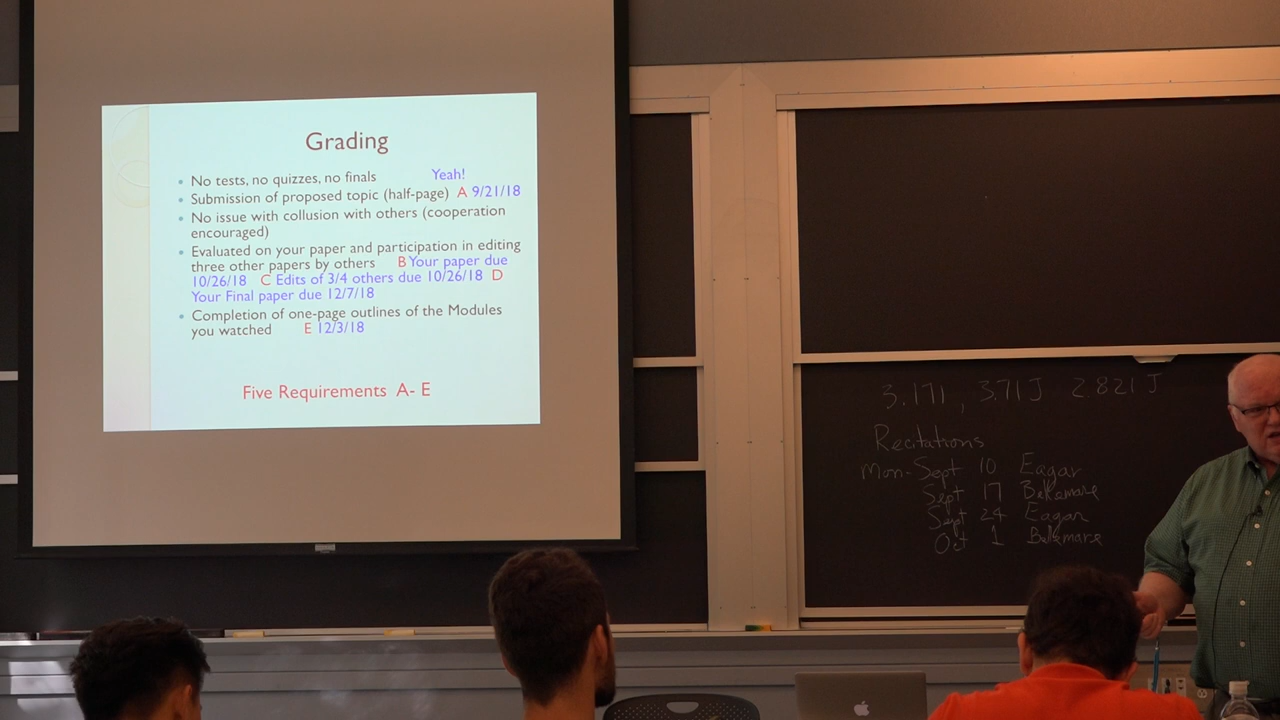 Grading
No tests, no quizzes, no finals Yeah!
Submission of proposed topic (half-page) A 9/21/18
No issue with collusion with others (cooperation
encouraged)
Evaluated on your paper and participation in editing
three other papers by others B Your paper due
10/26/18 C Edits of 3/4 others due 10/26/18 D
Your Final paper due 12/7/18
Completion of one-page outlines of the Modules
you watched E 12/3/18
Five Requirements A- E
3.171, 3.71J 2.821J
Recitations
Mon-Sept 10 Eagar
Sept 17
Sept 24 Eagar
Oct 1